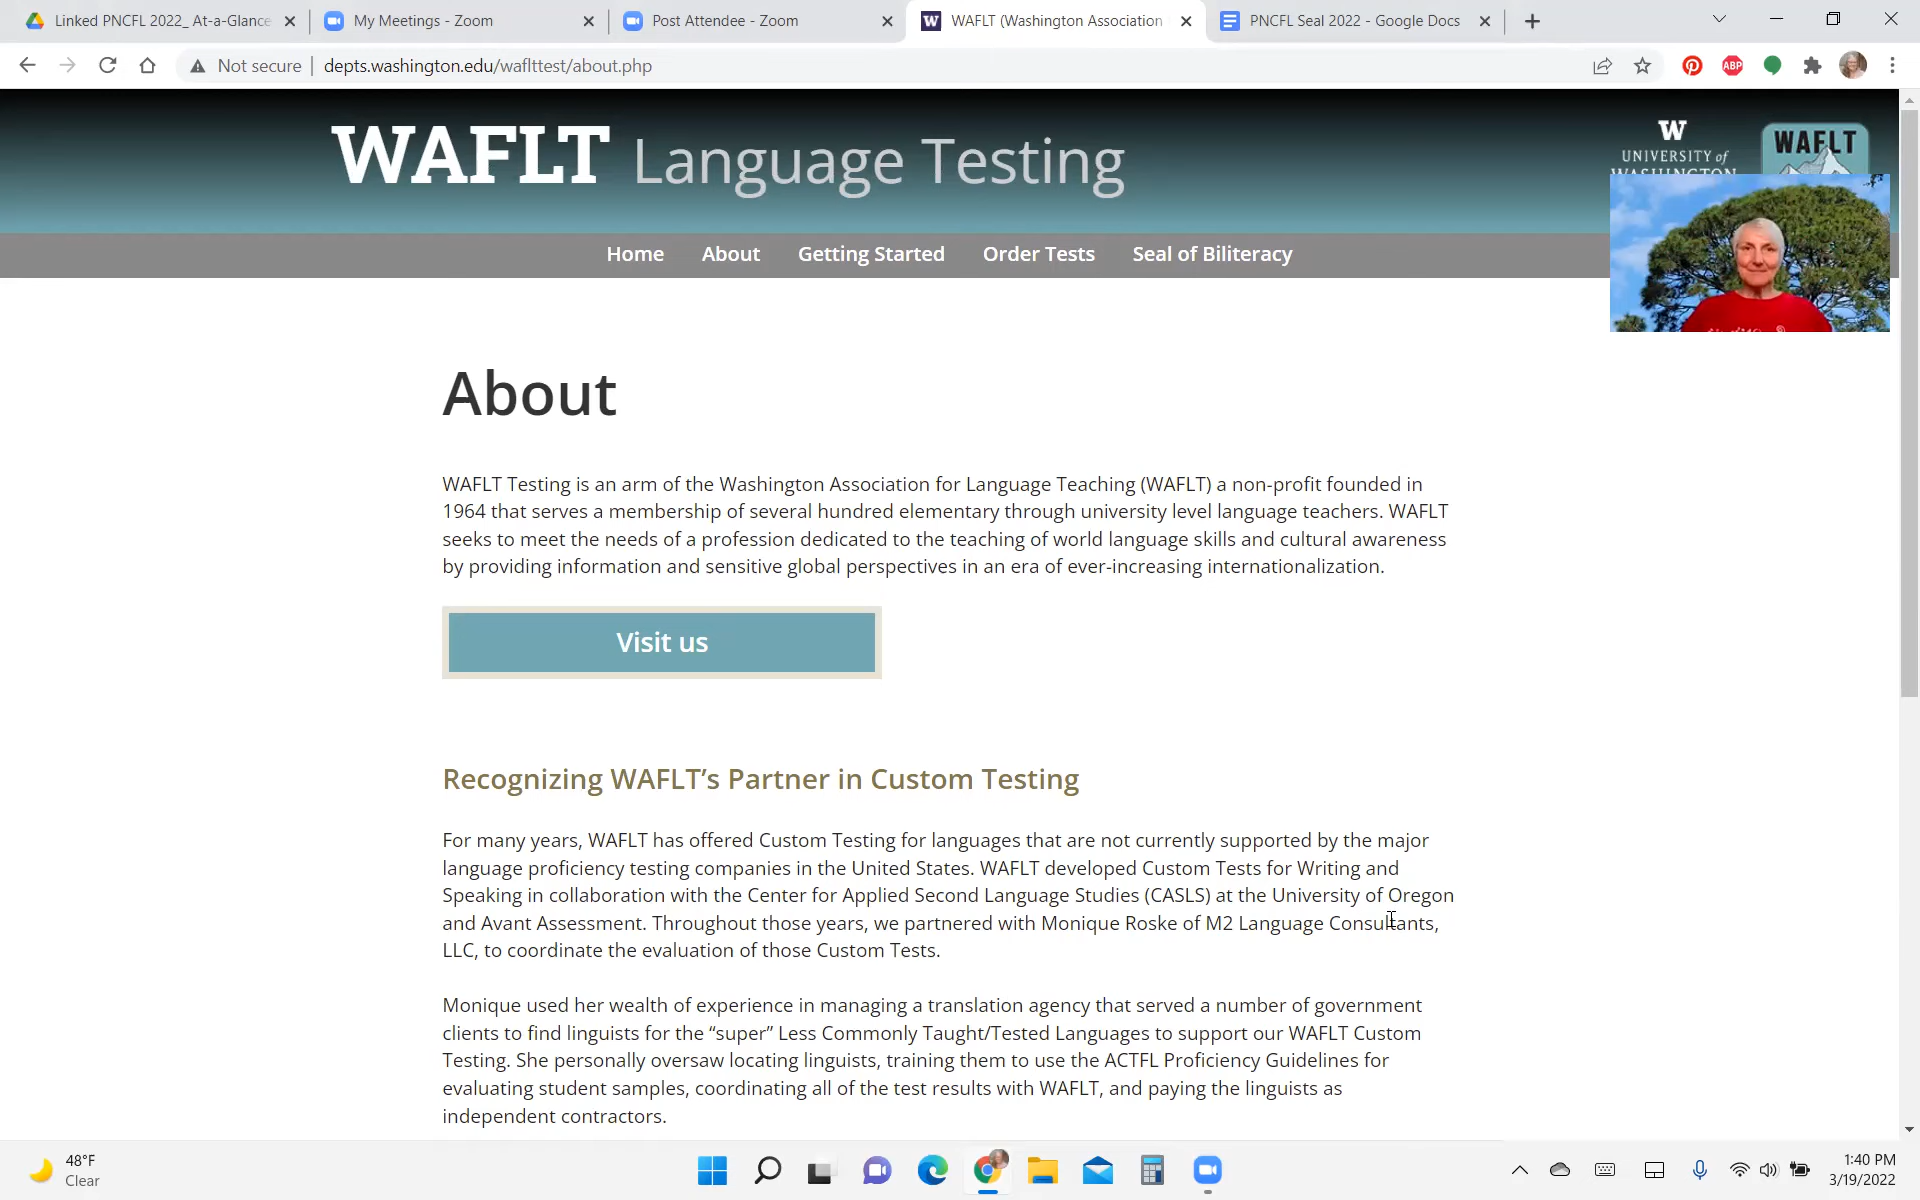 Linked PNCFL 2022_ At-a-Glance
My Meetings - Zoom
Post Attendee - Zoom
WAFLT (Washington Association
PNCFL Seal 2022 - Google Docs
Not secure
depts.washington.edu/waflttest/about.php
ABP
WAFLT Language Testing
W
UNIVERSITY of
WASHINGTON
WAFLT
Home
About
Getting Started
Order Tests
Seal of Biliteracy
About
WAFLT Testing is an arm of the Washington Association for Language Teaching (WAFLT) a non-profit founded in
1964 that serves a membership of several hundred elementary through university level language teachers. WAFLT
seeks to meet the needs of a profession dedicated to the teaching of world language skills and cultural awareness
by providing information and sensitive global perspectives in an era of ever-increasing internationalization.
Visit us
Recognizing WAFLT’s Partner in Custom Testing
For many years, WAFLT has offered Custom Testing for languages that are not currently supported by the major
language proficiency testing companies in the United States. WAFLT developed Custom Tests for Writing and
Speaking in collaboration with the Center for Applied Second Language Studies (CASLS) at the University of Oregon
and Avant Assessment. Throughout those years, we partnered with Monique Roske of M2 Language Consultants,
LLC, to coordinate the evaluation of those Custom Tests.
Monique used her wealth of experience in managing a translation agency that served a number of government
clients to find linguists for the “super” Less Commonly Taught/Tested Languages to support our WAFLT Custom
Testing. She personally oversaw locating linguists, training them to use the ACTFL Proficiency Guidelines for
evaluating student samples, coordinating all of the test results with WAFLT, and paying the linguists as
independent contractors.
48°F
Clear
1:40 PM
3/19/2022